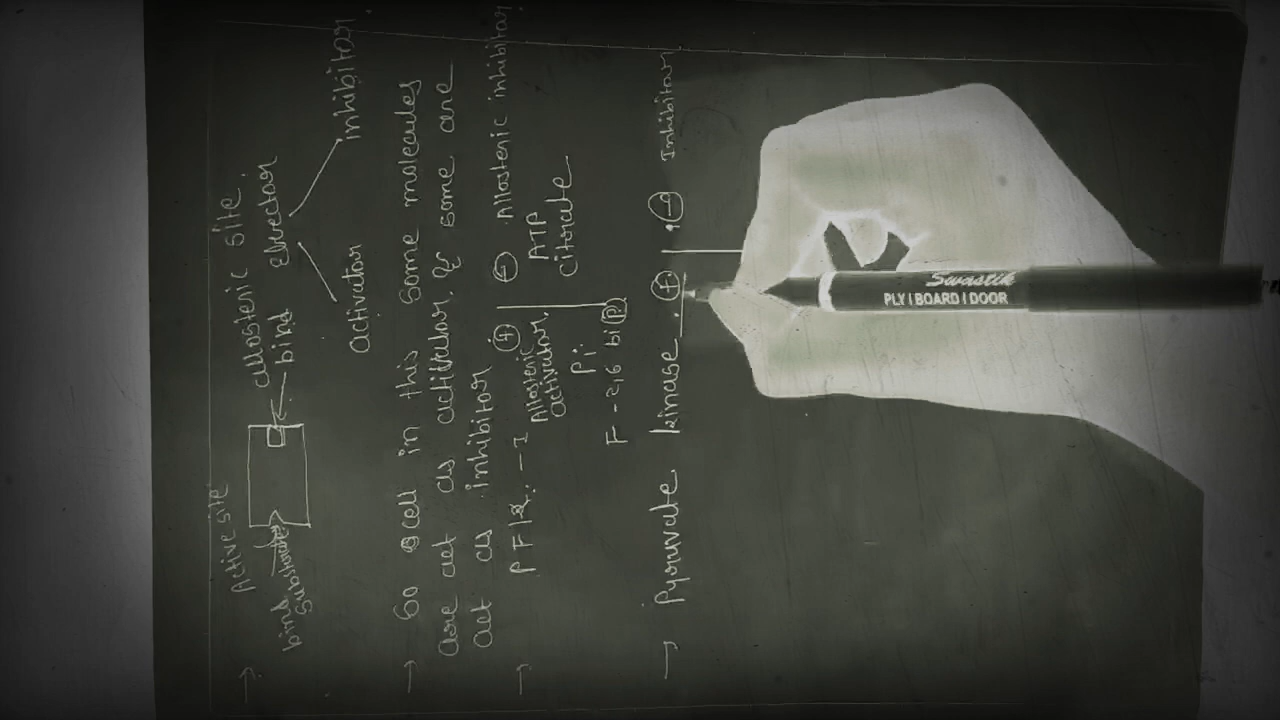 → Active site → allosteric site.
bind
Substrate
← bind effector
activator inhibitor.
→ So cell in this some molecules
are act as activator & some are
act as inhibitor
→ PFK-I ⊕ ⊖ Allosteric inhibitor
Allosteric
activator.
ATP
Pi Citrate
F-2,6 bi Ⓟ
→ Pyruvate kinase. ⊕ ⊖ Inhibitor
Swastik
PLY | BOARD | DOOR